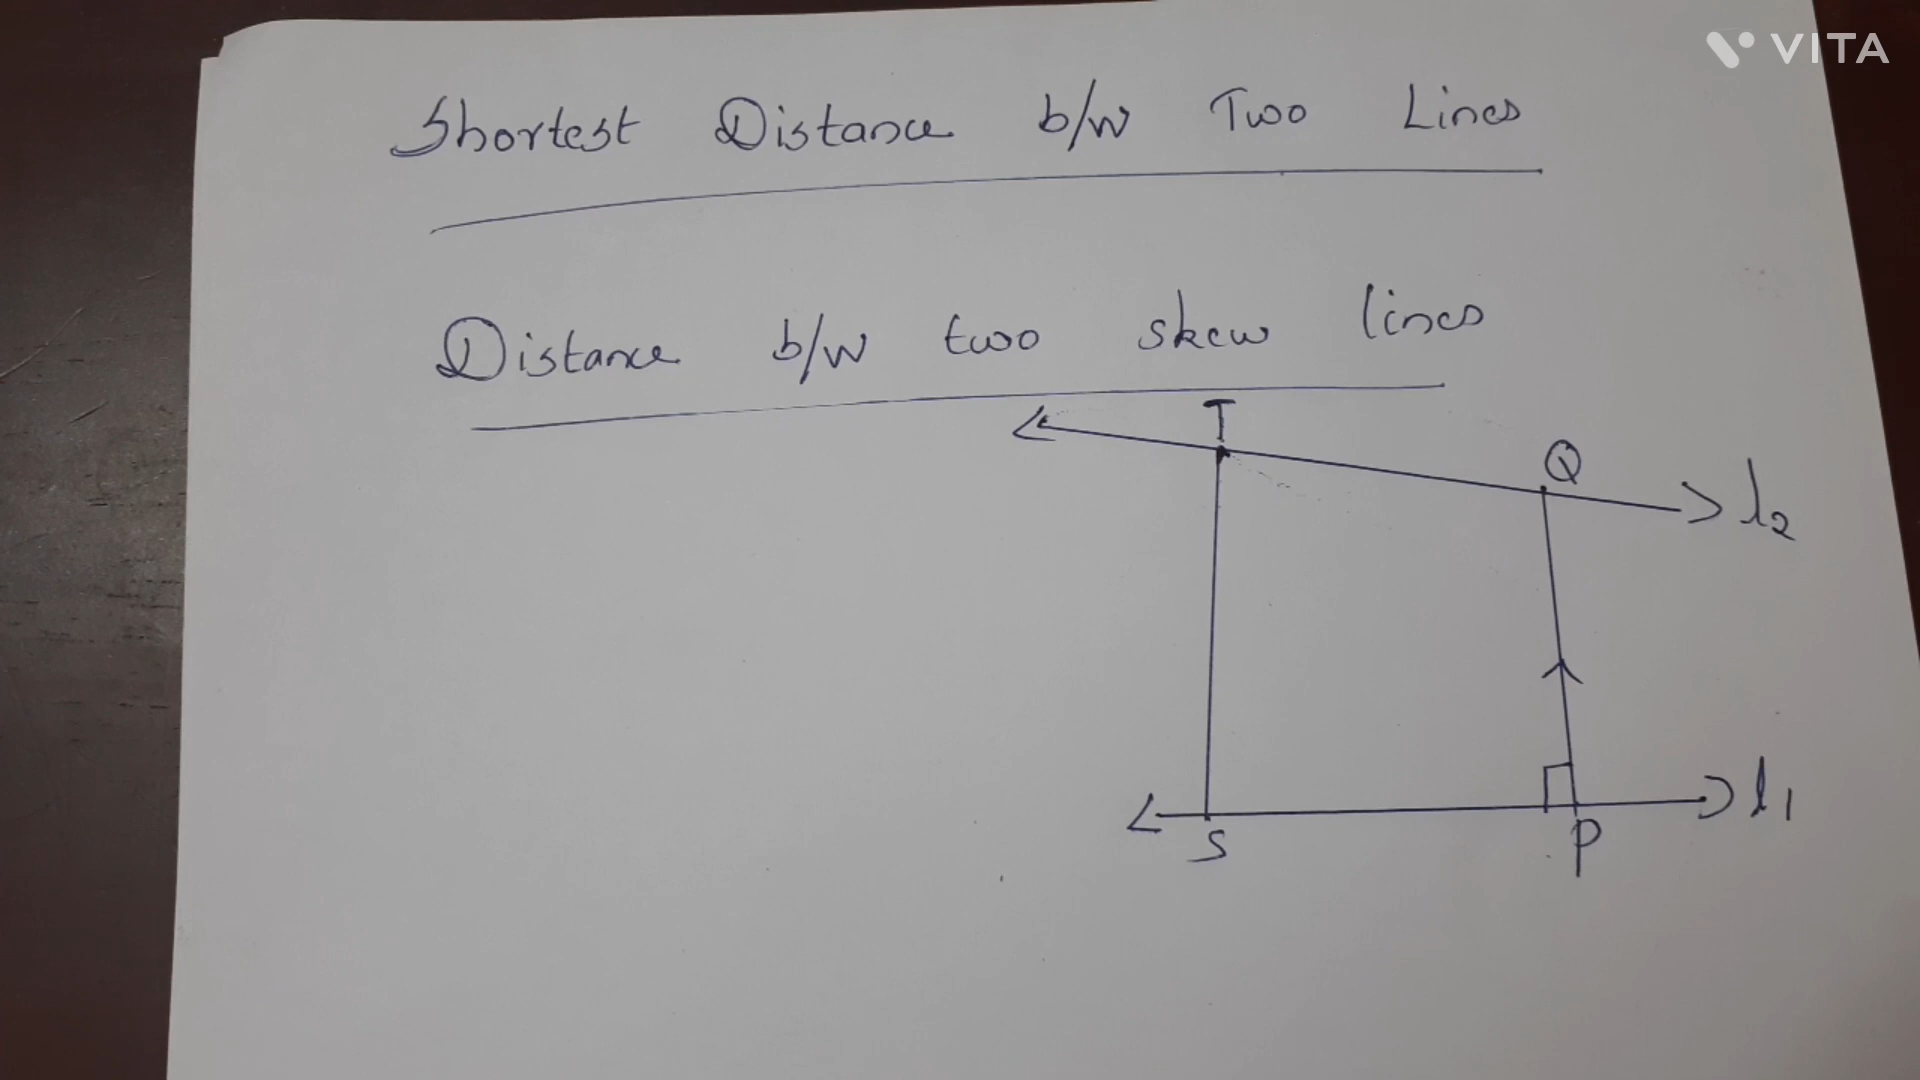 VITA
Shortest Distance b/w Two Lines
Distance b/w two skew lines
T
Q
l2
l1
S
P